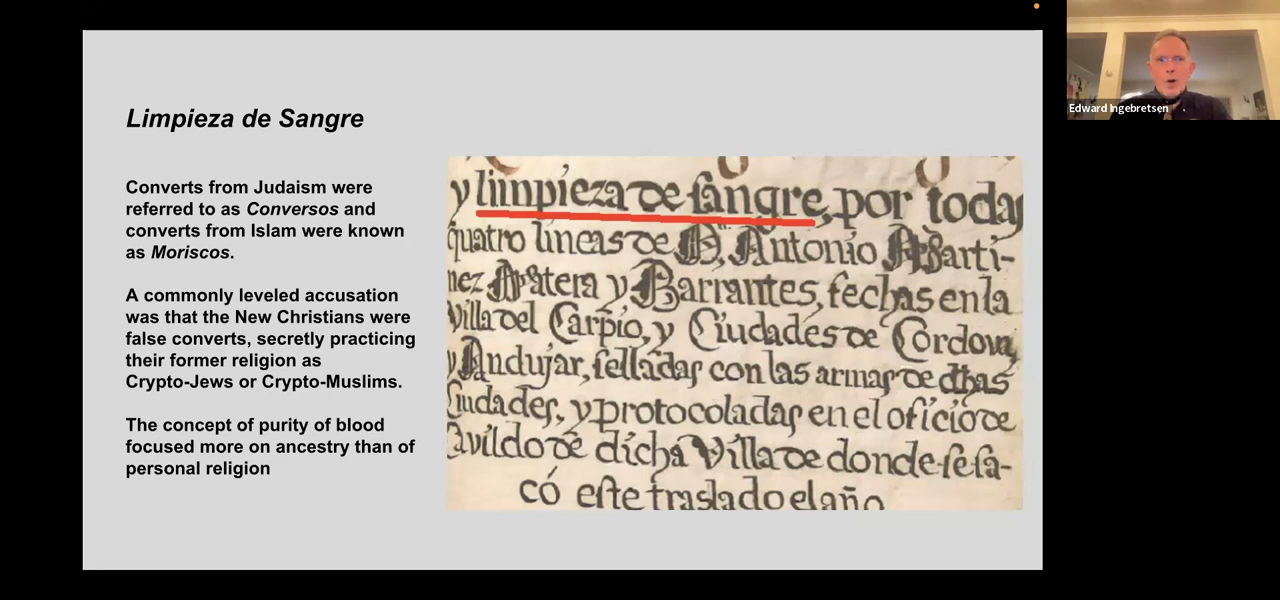 Limpieza de Sangre
Converts from Judaism were
referred to as Conversos and
converts from Islam were known
as Moriscos.
A commonly leveled accusation
was that the New Christians were
false converts, secretly practicing
their former religion as
Crypto-Jews or Crypto-Muslims.
The concept of purity of blood
focused more on ancestry than of
personal religion
y limpieza de ſangre, por todas
quatro lineas de D. Antonio Marti-
nez Matera y Barrantes, fechas en la
Villa del Carpio, y Ciudades de Cordova,
y Andujar, ſelladas con las armas de dhas
Ciudades, y protocoladas en el oficio de
Cavildo de dicha Villa de donde ſe ſa-
có eſte traslado el año
Edward Ingebretsen